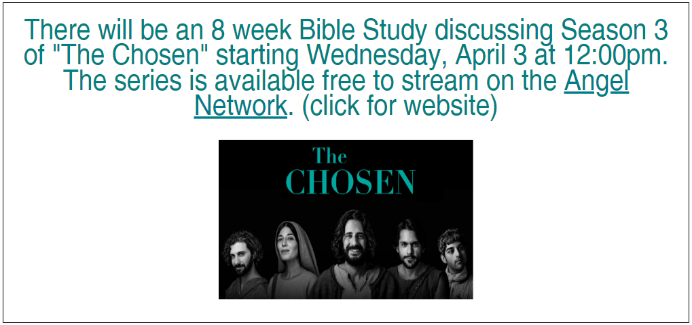 There will be an 8 week Bible Study discussing Season 3
of "The Chosen" starting Wednesday, April 3 at 12:00pm.
The series is available free to stream on the Angel
Network. (click for website)
The
CHOSEN